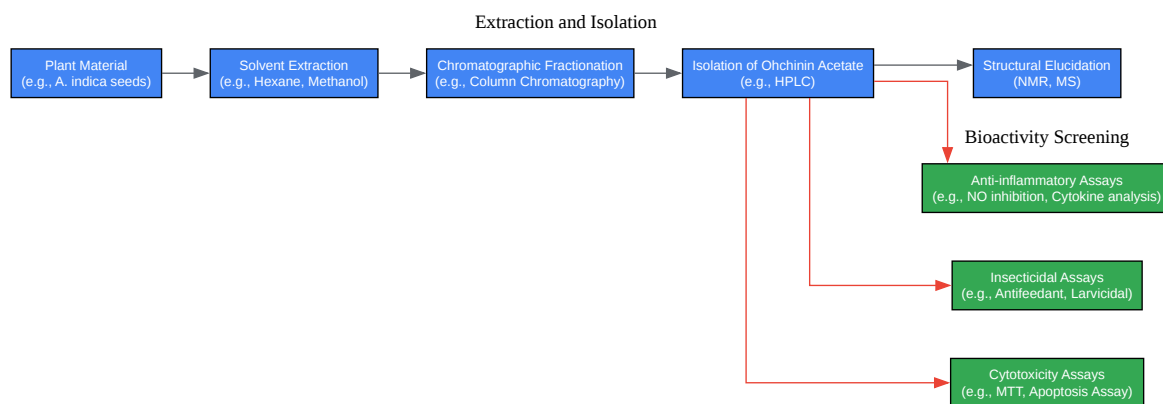 Extraction and Isolation
Plant Material
(e.g., A. indica seeds)
Solvent Extraction
(e.g., Hexane, Methanol)
Chromatographic Fractionation
(e.g., Column Chromatography)
Isolation of Ohchinin Acetate
(e.g., HPLC)
Structural Elucidation
(NMR, MS)
Bioactivity Screening
Anti-inflammatory Assays
(e.g., NO inhibition, Cytokine analysis)
Insecticidal Assays
(e.g., Antifeedant, Larvicidal)
Cytotoxicity Assays
(e.g., MTT, Apoptosis Assay)